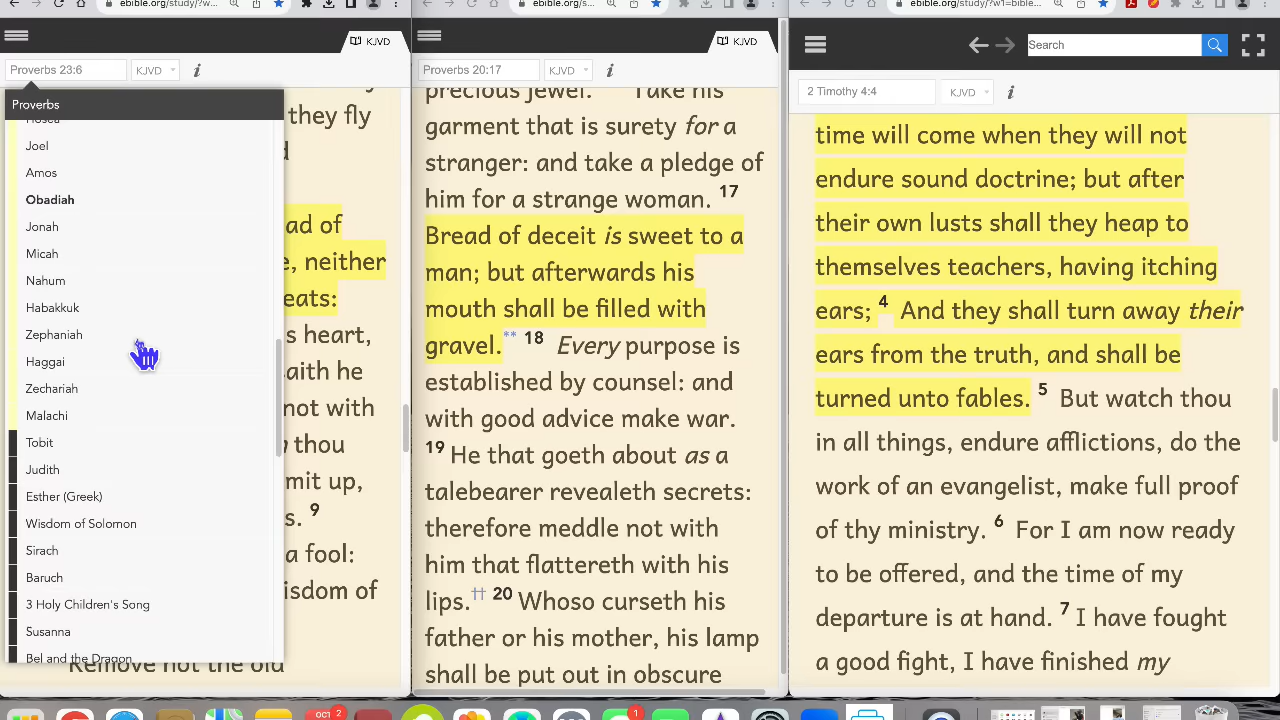 ebible.org/study/?w
ebible.org/s...
ebible.org/study/?w1=bible...
KJVD
KJVD
Search
Proverbs 23:6
KJVD
Proverbs 20:17
KJVD
2 Timothy 4:4
KJVD
Proverbs
Hosea
Joel
Amos
Obadiah
Jonah
Micah
Nahum
Habakkuk
Zephaniah
Haggai
Zechariah
Malachi
Tobit
Judith
Esther (Greek)
Wisdom of Solomon
Sirach
Baruch
3 Holy Children's Song
Susanna
Bel and the Dragon
they fly
ad of
e, neither
eats:
s heart,
aith he
not with
thou
mit up,
s. 9
a fool:
isdom of
Remove not the old
precious jewel. Take his
garment that is surety for a
stranger: and take a pledge of
him for a strange woman. 17
Bread of deceit is sweet to a
man; but afterwards his
mouth shall be filled with
gravel.** 18 Every purpose is
established by counsel: and
with good advice make war.
19 He that goeth about as a
talebearer revealeth secrets:
therefore meddle not with
him that flattereth with his
lips.†† 20 Whoso curseth his
father or his mother, his lamp
shall be put out in obscure
time will come when they will not
endure sound doctrine; but after
their own lusts shall they heap to
themselves teachers, having itching
ears; 4 And they shall turn away their
ears from the truth, and shall be
turned unto fables. 5 But watch thou
in all things, endure afflictions, do the
work of an evangelist, make full proof
of thy ministry. 6 For I am now ready
to be offered, and the time of my
departure is at hand. 7 I have fought
a good fight, I have finished my
OCT 2
1